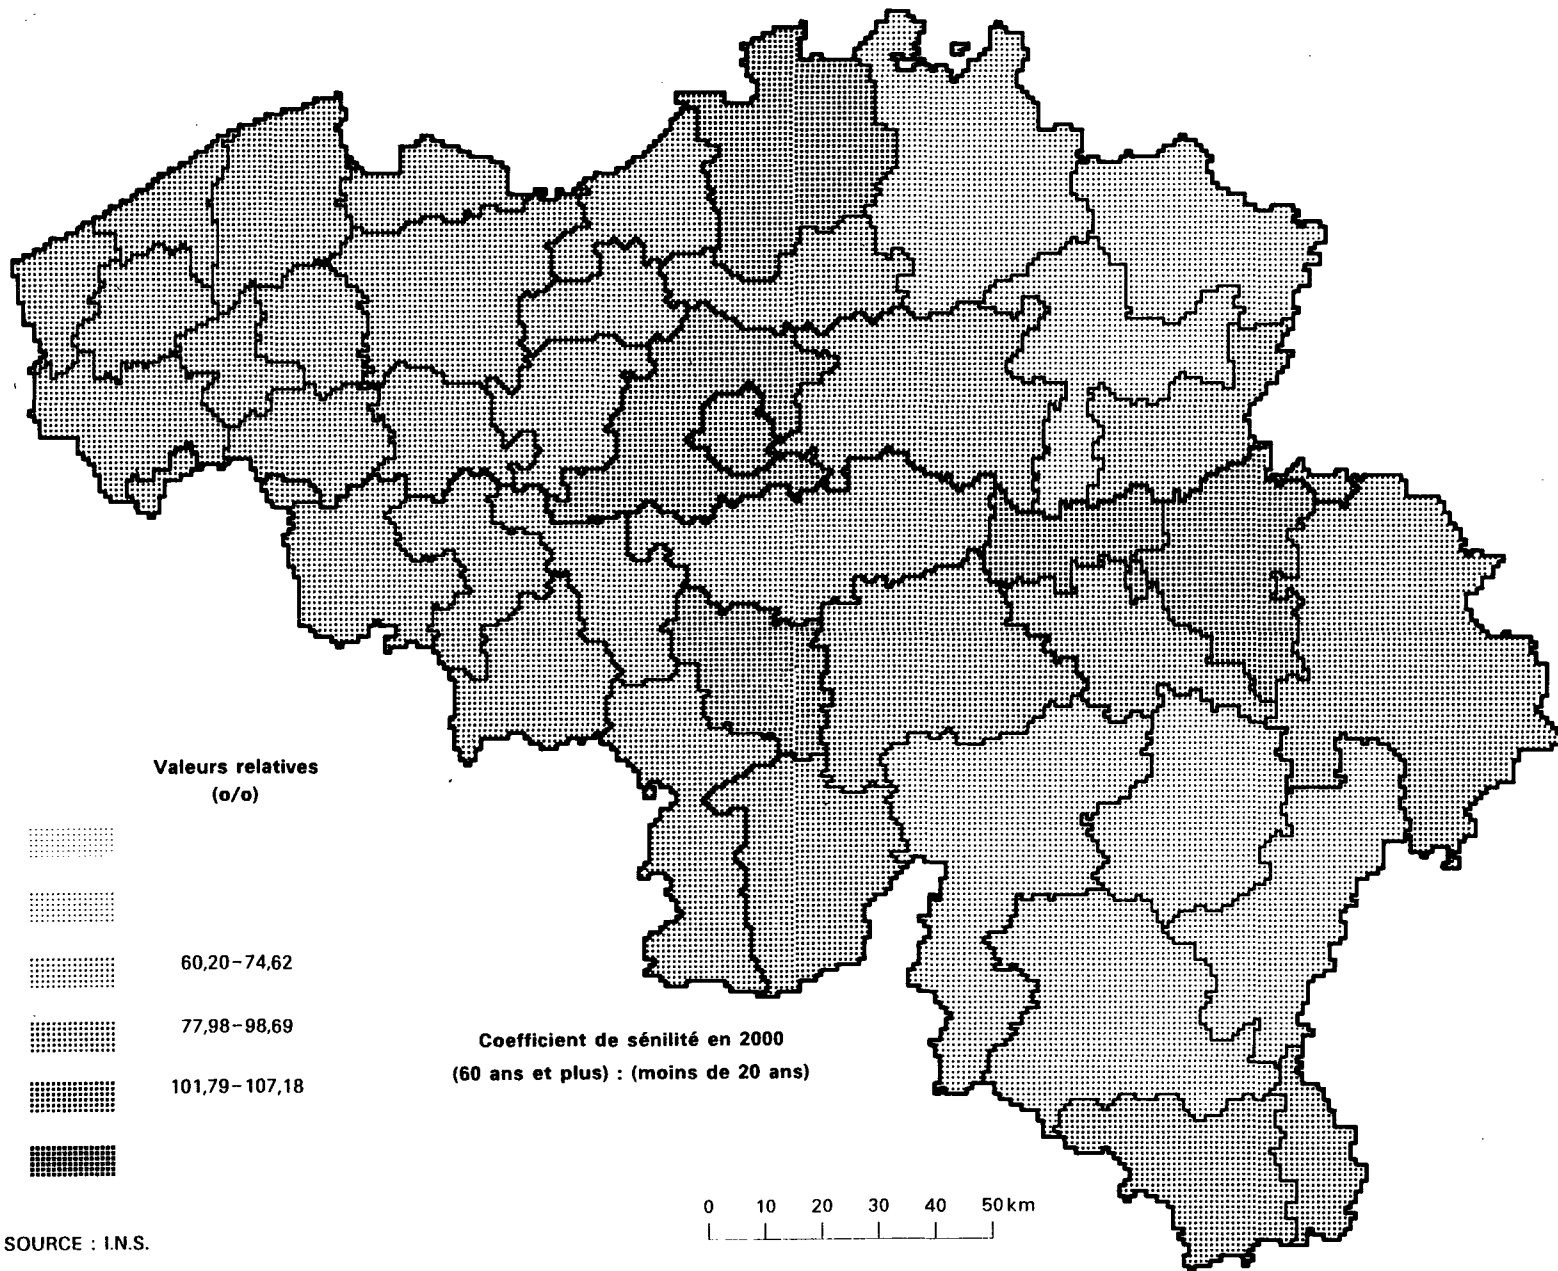 Valeurs relatives
(o/o)
60,20-74,62
77,98-98,69
101,79-107,18
Coefficient de sénilité en 2000
(60 ans et plus) : (moins de 20 ans)
0 10 20 30 40 50 km
SOURCE : I.N.S.